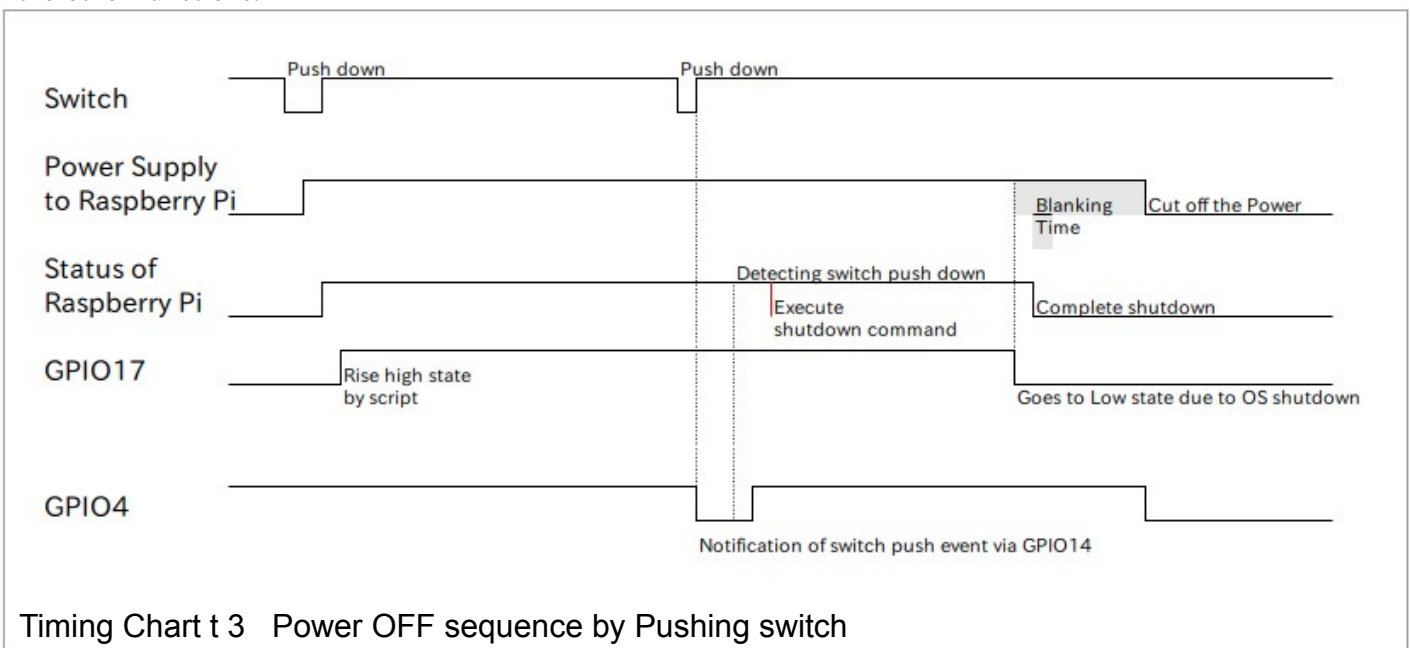 Push down
Push down
Switch
Power Supply
to Raspberry Pi
Blanking
Time
Cut off the Power
Status of
Raspberry Pi
Detecting switch push down
Execute
shutdown command
Complete shutdown
GPIO17
Rise high state
by script
Goes to Low state due to OS shutdown
GPIO4
Notification of switch push event via GPIO14
Timing Chart t 3 Power OFF sequence by Pushing switch